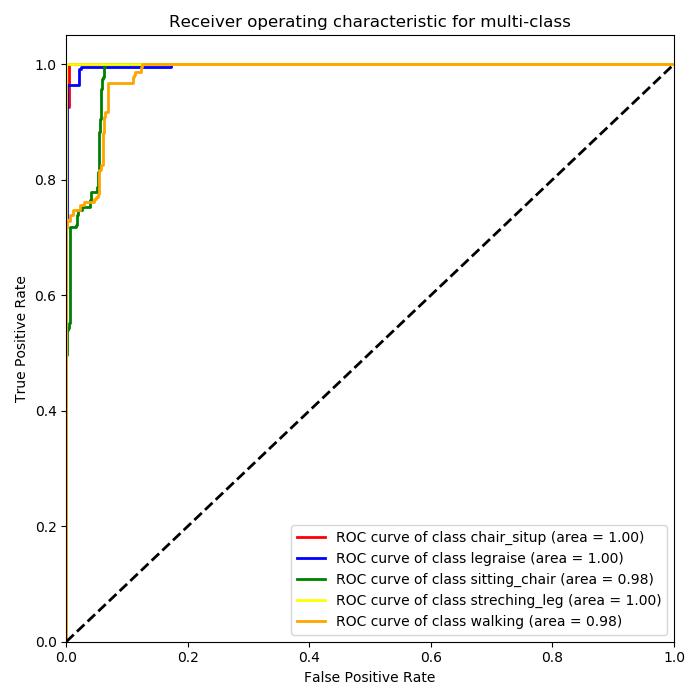 Receiver operating characteristic for multi-class
True Positive Rate
1.0
0.8
0.6
0.4
0.2
0.0
ROC curve of class chair_situp (area = 1.00)
ROC curve of class legraise (area = 1.00)
ROC curve of class sitting_chair (area = 0.98)
ROC curve of class streching_leg (area = 1.00)
ROC curve of class walking (area = 0.98)
0.0 0.2 0.4 0.6 0.8 1.0
False Positive Rate